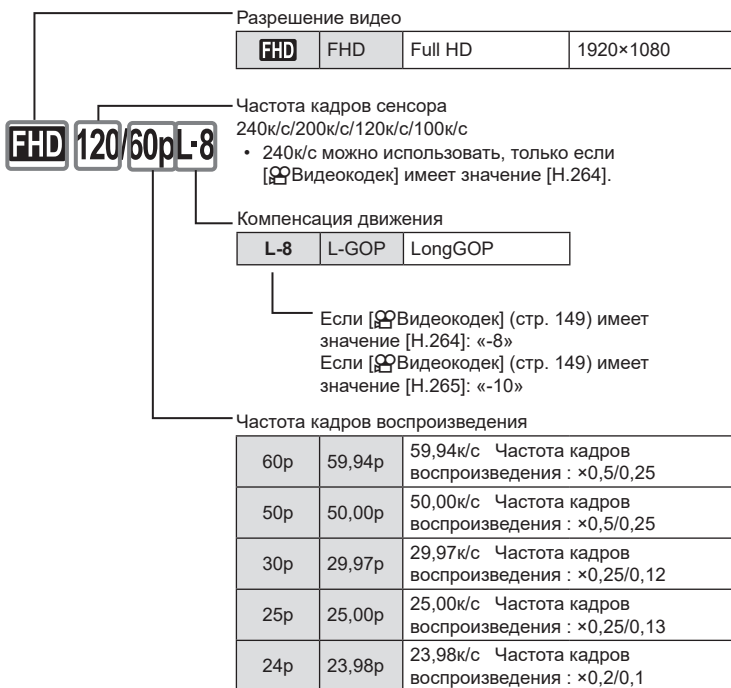 Разрешение видео
FHD FHD Full HD 1920×1080
FHD 120/60p L-8
Частота кадров сенсора
240к/с/200к/с/120к/с/100к/с
• 240к/с можно использовать, только если
[Видеокодек] имеет значение [H.264].
Компенсация движения
L-8 L-GOP LongGOP
Если [Видеокодек] (стр. 149) имеет
значение [H.264]: «-8»
Если [Видеокодек] (стр. 149) имеет
значение [H.265]: «-10»
Частота кадров воспроизведения
60p 59,94p 59,94к/с Частота кадров
воспроизведения : ×0,5/0,25
50p 50,00p 50,00к/с Частота кадров
воспроизведения : ×0,5/0,25
30p 29,97p 29,97к/с Частота кадров
воспроизведения : ×0,25/0,12
25p 25,00p 25,00к/с Частота кадров
воспроизведения : ×0,25/0,13
24p 23,98p 23,98к/с Частота кадров
воспроизведения : ×0,2/0,1